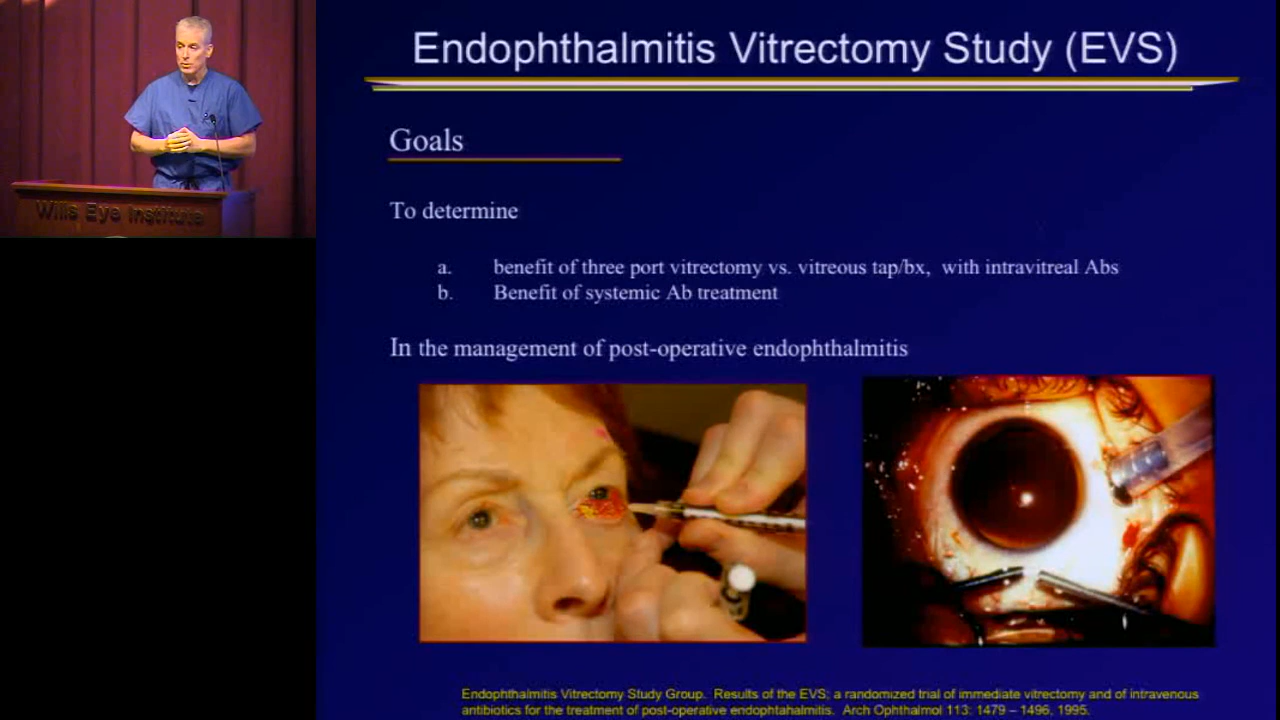 Endophthalmitis Vitrectomy Study (EVS)
Goals
To determine
a. benefit of three port vitrectomy vs. vitreous tap/bx, with intravitreal Abs
b. Benefit of systemic Ab treatment
In the management of post-operative endophthalmitis
Endophthalmitis Vitrectomy Study Group. Results of the EVS: a randomized trial of immediate vitrectomy and of intravenous
antibiotics for the treatment of post-operative endophtahalmitis. Arch Ophthalmol 113: 1479 – 1496, 1995.
Wills Eye Institute